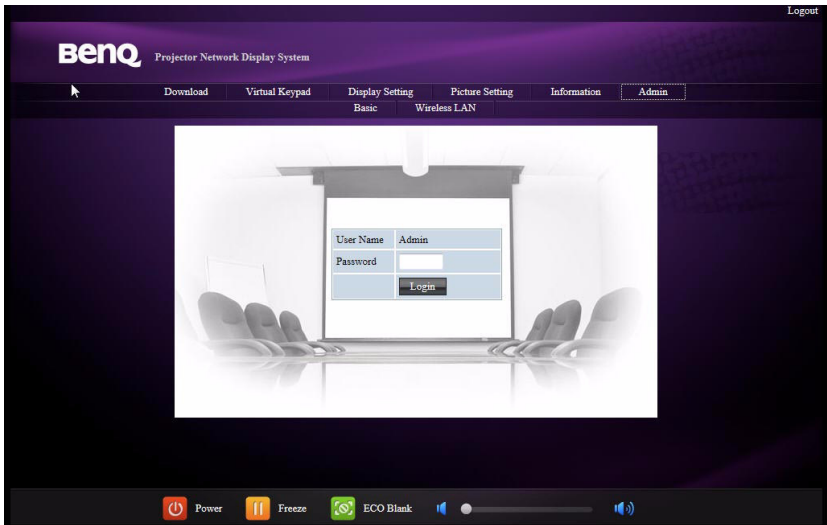 Logout
BenQ Projector Network Display System
Download Virtual Keypad Display Setting Picture Setting Information Admin
Basic Wireless LAN
User Name Admin
Password
Login
Power Freeze ECO Blank